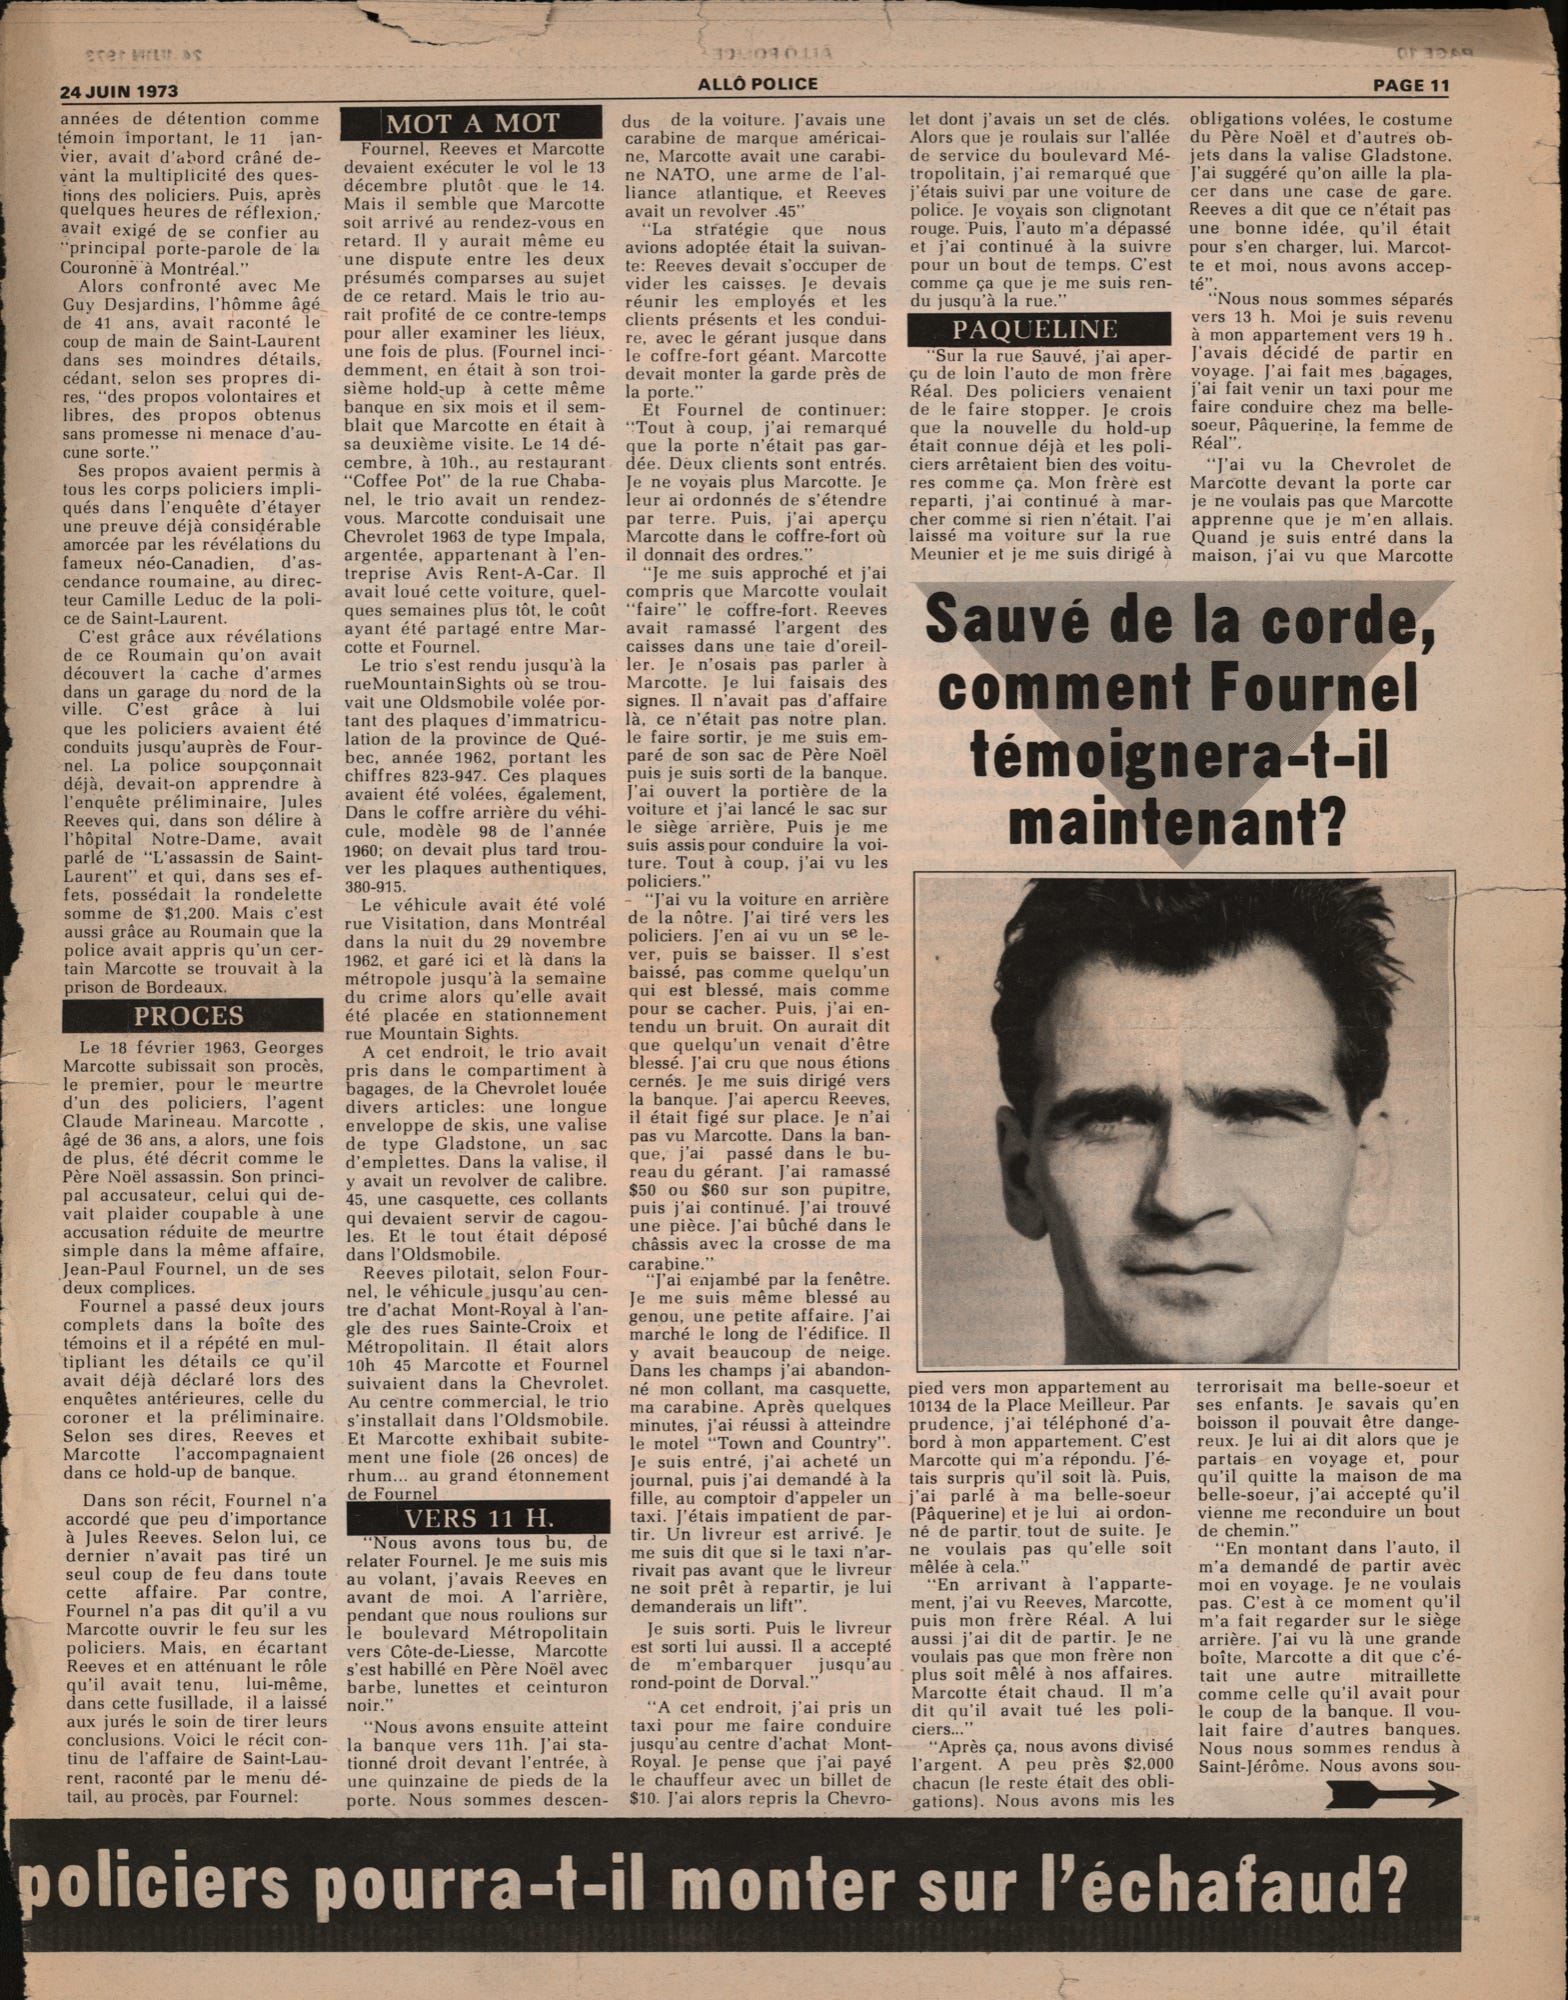 24 JUIN 1973
ALLÔ POLICE
PAGE 11
années de détention comme
témoin important, le 11 jan-
vier, avait d'abord crâné de-
vant la multiplicité des ques-
tions des policiers. Puis, après
quelques heures de réflexion,
avait exigé de se confier au
"principal porte-parole de la
Couronne à Montréal."
Alors confronté avec Me
Guy Desjardins, l'hômme âgé
de 41 ans, avait raconté le
coup de main de Saint-Laurent
dans ses moindres détails,
cédant, selon ses propres di-
res, "des propos volontaires et
libres, des propos obtenus
sans promesse ni menace d'au-
cune sorte."
Ses propos avaient permis à
tous les corps policiers impli-
qués dans l'enquête d'étayer
une preuve déjà considérable
amorcée par les révélations du
fameux néo-Canadien, d'as-
cendance roumaine, au direc-
teur Camille Leduc de la poli-
ce de Saint-Laurent.
C'est grâce aux révélations
de ce Roumain qu'on avait
découvert la cache d'armes
dans un garage du nord de la
ville. C'est grâce à lui
que les policiers avaient été
conduits jusqu'auprès de Four-
nel. La police soupçonnait
déjà, devait-on apprendre à
l'enquête préliminaire, Jules
Reeves qui, dans son délire à
l'hôpital Notre-Dame, avait
parlé de "L'assassin de Saint-
Laurent" et qui, dans ses ef-
fets, possédait la rondelette
somme de $1,200. Mais c'est
aussi grâce au Roumain que la
police avait appris qu'un cer-
tain Marcotte se trouvait à la
prison de Bordeaux.
PROCES
Le 18 février 1963, Georges
Marcotte subissait son procès,
le premier, pour le meurtre
d'un des policiers, l'agent
Claude Marineau. Marcotte ,
âgé de 36 ans, a alors, une fois
de plus, été décrit comme le
Père Noël assassin. Son princi-
pal accusateur, celui qui de-
vait plaider coupable à une
accusation réduite de meurtre
simple dans la même affaire,
Jean-Paul Fournel, un de ses
deux complices.
Fournel a passé deux jours
complets dans la boîte des
témoins et il a répété en mul-
tipliant les détails ce qu'il
avait déjà déclaré lors des
enquêtes antérieures, celle du
coroner et la préliminaire.
Selon ses dires, Reeves et
Marcotte l'accompagnaient
dans ce hold-up de banque.
Dans son récit, Fournel n'a
accordé que peu d'importance
à Jules Reeves. Selon lui, ce
dernier n'avait pas tiré un
seul coup de feu dans toute
cette affaire. Par contre,
Fournel n'a pas dit qu'il a vu
Marcotte ouvrir le feu sur les
policiers. Mais, en écartant
Reeves et en atténuant le rôle
qu'il avait tenu, lui-même,
dans cette fusillade, il a laissé
aux jurés le soin de tirer leurs
conclusions. Voici le récit con-
tinu de l'affaire de Saint-Lau-
rent, raconté par le menu dé-
tail, au procès, par Fournel:
MOT A MOT
Fournel, Reeves et Marcotte
devaient exécuter le vol le 13
décembre plutôt que le 14.
Mais il semble que Marcotte
soit arrivé au rendez-vous en
retard. Il y aurait même eu
une dispute entre les deux
présumés comparses au sujet
de ce retard. Mais le trio au-
rait profité de ce contre-temps
pour aller examiner les lieux,
une fois de plus. (Fournel inci-
demment, en était à son troi-
sième hold-up à cette même
banque en six mois et il sem-
blait que Marcotte en était à
sa deuxième visite. Le 14 dé-
cembre, à 10h., au restaurant
"Coffee Pot" de la rue Chaba-
nel, le trio avait un rendez-
vous. Marcotte conduisait une
Chevrolet 1963 de type Impala,
argentée, appartenant à l'en-
treprise Avis Rent-A-Car. Il
avait loué cette voiture, quel-
ques semaines plus tôt, le coût
ayant été partagé entre Mar-
cotte et Fournel.
Le trio s'est rendu jusqu'à la
rueMountainSights où se trou-
vait une Oldsmobile volée por-
tant des plaques d'immatricu-
lation de la province de Qué-
bec, année 1962, portant les
chiffres 823-947. Ces plaques
avaient été volées, également,
Dans le coffre arrière du véhi-
cule, modèle 98 de l'année
1960; on devait plus tard trou-
ver les plaques authentiques,
380-915.
Le véhicule avait été volé
rue Visitation, dans Montréal
dans la nuit du 29 novembre
1962, et garé ici et là dans la
métropole jusqu'à la semaine
du crime alors qu'elle avait
été placée en stationnement
rue Mountain Sights.
A cet endroit, le trio avait
pris dans le compartiment à
bagages, de la Chevrolet louée
divers articles: une longue
enveloppe de skis, une valise
de type Gladstone, un sac
d'emplettes. Dans la valise, il
y avait un revolver de calibre.
45, une casquette, ces collants
qui devaient servir de cagou-
les. Et le tout était déposé
dans l'Oldsmobile.
Reeves pilotait, selon Four-
nel, le véhicule jusqu'au cen-
tre d'achat Mont-Royal à l'an-
gle des rues Sainte-Croix et
Métropolitain. Il était alors
10h 45 Marcotte et Fournel
suivaient dans la Chevrolet.
Au centre commercial, le trio
s'installait dans l'Oldsmobile.
Et Marcotte exhibait subite-
ment une fiole (26 onces) de
rhum... au grand étonnement
de Fournel
VERS 11 H.
"Nous avons tous bu, de
relater Fournel. Je me suis mis
au volant, j'avais Reeves en
avant de moi. A l'arrière,
pendant que nous roulions sur
le boulevard Métropolitain
vers Côte-de-Liesse, Marcotte
s'est habillé en Père Noël avec
barbe, lunettes et ceinturon
noir."
"Nous avons ensuite atteint
la banque vers 11h. J'ai sta-
tionné droit devant l'entrée, à
une quinzaine de pieds de la
porte. Nous sommes descen-
dus de la voiture. J'avais une
carabine de marque américai-
ne, Marcotte avait une carabi-
ne NATO, une arme de l'al-
liance atlantique, et Reeves
avait un revolver .45"
"La stratégie que nous
avions adoptée était la suivan-
te: Reeves devait s'occuper de
vider les caisses. Je devais
réunir les employés et les
clients présents et les condui-
re, avec le gérant jusque dans
le coffre-fort géant. Marcotte
devait monter la garde près de
la porte."
Et Fournel de continuer:
"Tout à coup, j'ai remarqué
que la porte n'était pas gar-
dée. Deux clients sont entrés.
Je ne voyais plus Marcotte. Je
leur ai ordonnés de s'étendre
par terre. Puis, j'ai aperçu
Marcotte dans le coffre-fort où
il donnait des ordres."
"Je me suis approché et j'ai
compris que Marcotte voulait
"faire" le coffre-fort. Reeves
avait ramassé l'argent des
caisses dans une taie d'oreil-
ler. Je n'osais pas parler à
Marcotte. Je lui faisais des
signes. Il n'avait pas d'affaire
là, ce n'était pas notre plan.
le faire sortir, je me suis em-
paré de son sac de Père Noël
puis je suis sorti de la banque.
J'ai ouvert la portière de la
voiture et j'ai lancé le sac sur
le siège arrière, Puis je me
suis assis pour conduire la voi-
ture. Tout à coup, j'ai vu les
policiers."
"J'ai vu la voiture en arrière
de la nôtre. J'ai tiré vers les
policiers. J'en ai vu un se le-
ver, puis se baisser. Il s'est
baissé, pas comme quelqu'un
qui est blessé, mais comme
pour se cacher. Puis, j'ai en-
tendu un bruit. On aurait dit
que quelqu'un venait d'être
blessé. J'ai cru que nous étions
cernés. Je me suis dirigé vers
la banque. J'ai apercu Reeves,
il était figé sur place. Je n'ai
pas vu Marcotte. Dans la ban-
que, j'ai passé dans le bu-
reau du gérant. J'ai ramassé
$50 ou $60 sur son pupitre,
puis j'ai continué. J'ai trouvé
une pièce. J'ai bûché dans le
châssis avec la crosse de ma
carabine."
"J'ai enjambé par la fenêtre.
Je me suis même blessé au
genou, une petite affaire. J'ai
marché le long de l'édifice. Il
y avait beaucoup de neige.
Dans les champs j'ai abandon-
né mon collant, ma casquette,
ma carabine. Après quelques
minutes, j'ai réussi à atteindre
le motel "Town and Country".
Je suis entré, j'ai acheté un
journal, puis j'ai demandé à la
fille, au comptoir d'appeler un
taxi. J'étais impatient de par-
tir. Un livreur est arrivé. Je
me suis dit que si le taxi n'ar-
rivait pas avant que le livreur
ne soit prêt à repartir, je lui
demanderais un lift".
Je suis sorti. Puis le livreur
est sorti lui aussi. Il a accepté
de m'embarquer jusqu'au
rond-point de Dorval."
"A cet endroit, j'ai pris un
taxi pour me faire conduire
jusqu'au centre d'achat Mont-
Royal. Je pense que j'ai payé
le chauffeur avec un billet de
$10. J'ai alors repris la Chevro-
let dont j'avais un set de clés.
Alors que je roulais sur l'allée
de service du boulevard Mé-
tropolitain, j'ai remarqué que
j'étais suivi par une voiture de
police. Je voyais son clignotant
rouge. Puis, l'auto m'a dépassé
et j'ai continué à la suivre
pour un bout de temps. C'est
comme ça que je me suis ren-
du jusqu'à la rue."
PAQUELINE
"Sur la rue Sauvé, j'ai aper-
çu de loin l'auto de mon frère
Réal. Des policiers venaient
de le faire stopper. Je crois
que la nouvelle du hold-up
était connue déjà et les poli-
ciers arrêtaient bien des voitu-
res comme ça. Mon frère est
reparti, j'ai continué à mar-
cher comme si rien n'était. J'ai
laissé ma voiture sur la rue
Meunier et je me suis dirigé à
obligations volées, le costume
du Père Noël et d'autres ob-
jets dans la valise Gladstone.
J'ai suggéré qu'on aille la pla-
cer dans une case de gare.
Reeves a dit que ce n'était pas
une bonne idée, qu'il était
pour s'en charger, lui. Marcot-
te et moi, nous avons accep-
té".
"Nous nous sommes séparés
vers 13 h. Moi je suis revenu
à mon appartement vers 19 h.
J'avais décidé de partir en
voyage. J'ai fait mes bagages,
j'ai fait venir un taxi pour me
faire conduire chez ma belle-
soeur, Pâquerine, la femme de
Réal".
"J'ai vu la Chevrolet de
Marcotte devant la porte car
je ne voulais pas que Marcotte
apprenne que je m'en allais.
Quand je suis entré dans la
maison, j'ai vu que Marcotte
Sauvé de la corde,
comment Fournel
témoignera-t-il
maintenant?
pied vers mon appartement au
10134 de la Place Meilleur. Par
prudence, j'ai téléphoné d'a-
bord à mon appartement. C'est
Marcotte qui m'a répondu. J'é-
tais surpris qu'il soit là. Puis,
j'ai parlé à ma belle-soeur
(Pâquerine) et je lui ai ordon-
né de partir tout de suite. Je
ne voulais pas qu'elle soit
mêlée à cela."
"En arrivant à l'apparte-
ment, j'ai vu Reeves, Marcotte,
puis mon frère Réal. A lui
aussi j'ai dit de partir. Je ne
voulais pas que mon frère non
plus soit mêlé à nos affaires.
Marcotte était chaud. Il m'a
dit qu'il avait tué les poli-
ciers..."
"Après ça, nous avons divisé
l'argent. A peu près $2,000
chacun (le reste était des obli-
gations). Nous avons mis les
terrorisait ma belle-soeur et
ses enfants. Je savais qu'en
boisson il pouvait être dange-
reux. Je lui ai dit alors que je
partais en voyage et, pour
qu'il quitte la maison de ma
belle-soeur, j'ai accepté qu'il
vienne me reconduire un bout
de chemin."
"En montant dans l'auto, il
m'a demandé de partir avec
moi en voyage. Je ne voulais
pas. C'est à ce moment qu'il
m'a fait regarder sur le siège
arrière. J'ai vu là une grande
boîte, Marcotte a dit que c'é-
tait une autre mitraillette
comme celle qu'il avait pour
le coup de la banque. Il vou-
lait faire d'autres banques.
Nous nous sommes rendus à
Saint-Jérôme. Nous avons sou-
policiers pourra-t-il monter sur l'échafaud?